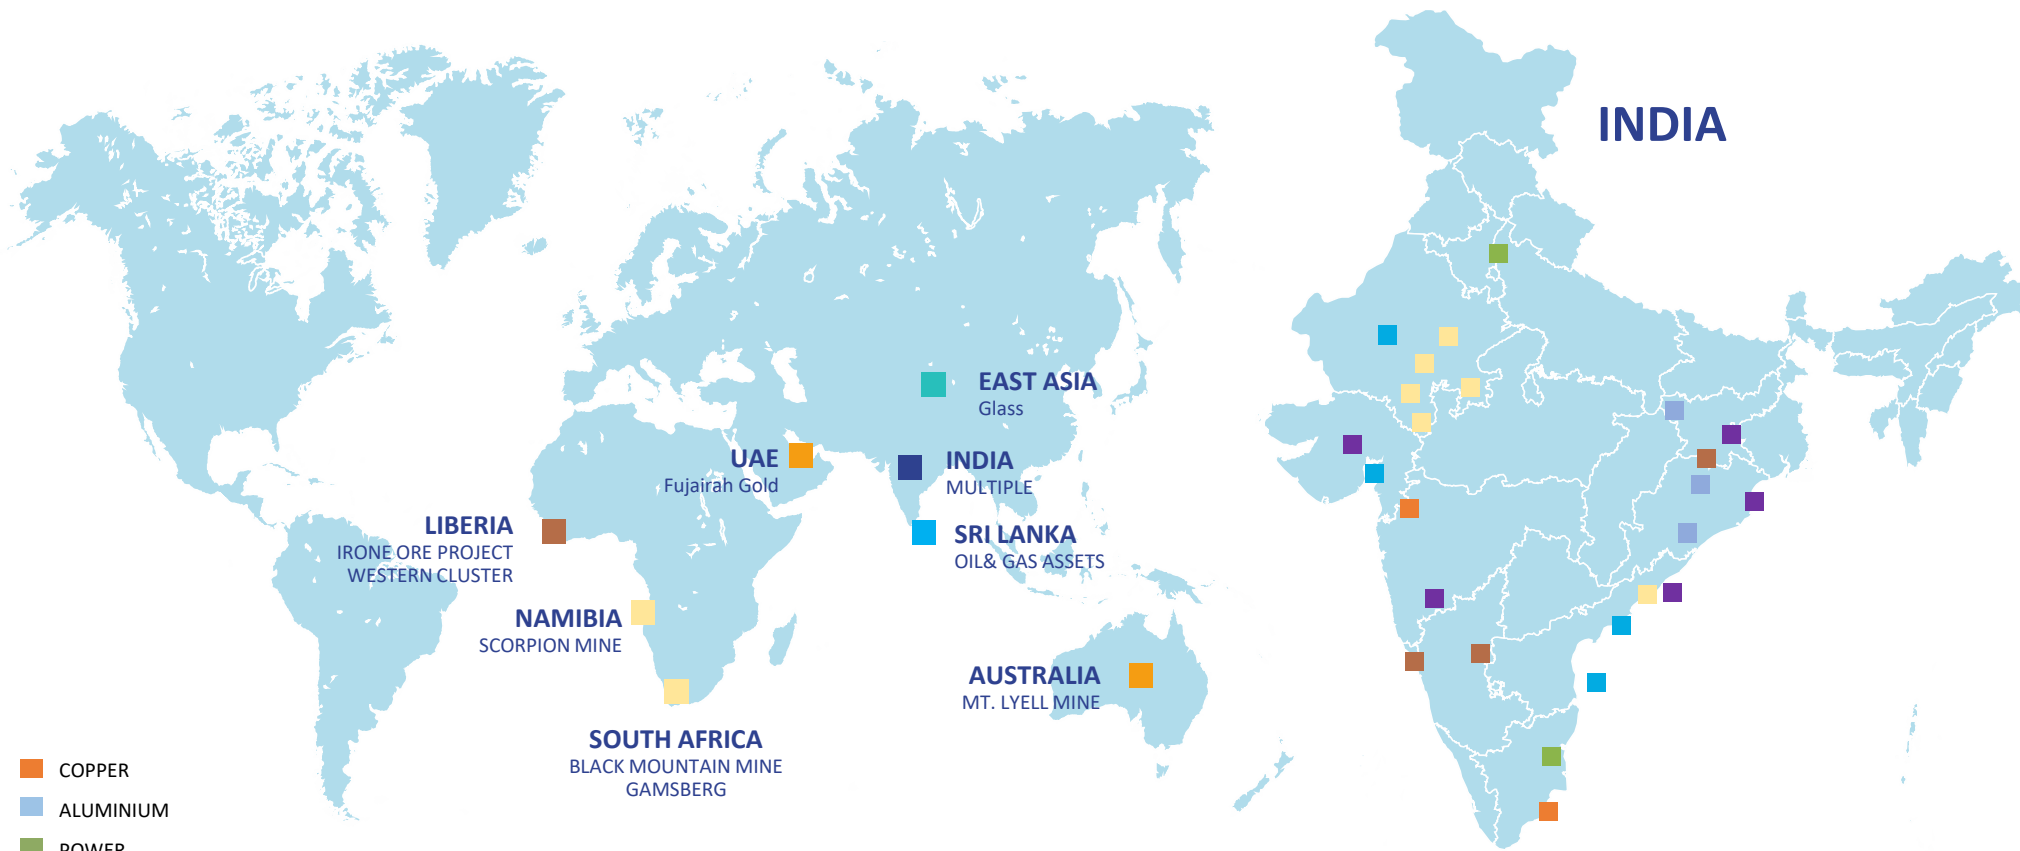 INDIA
EAST ASIA
Glass
UAE
Fujairah Gold
INDIA
MULTIPLE
LIBERIA
IRONE ORE PROJECT
WESTERN CLUSTER
SRI LANKA
OIL& GAS ASSETS
NAMIBIA
SCORPION MINE
AUSTRALIA
MT. LYELL MINE
SOUTH AFRICA
BLACK MOUNTAIN MINE
GAMSBERG
COPPER
ALUMINIUM
POWER